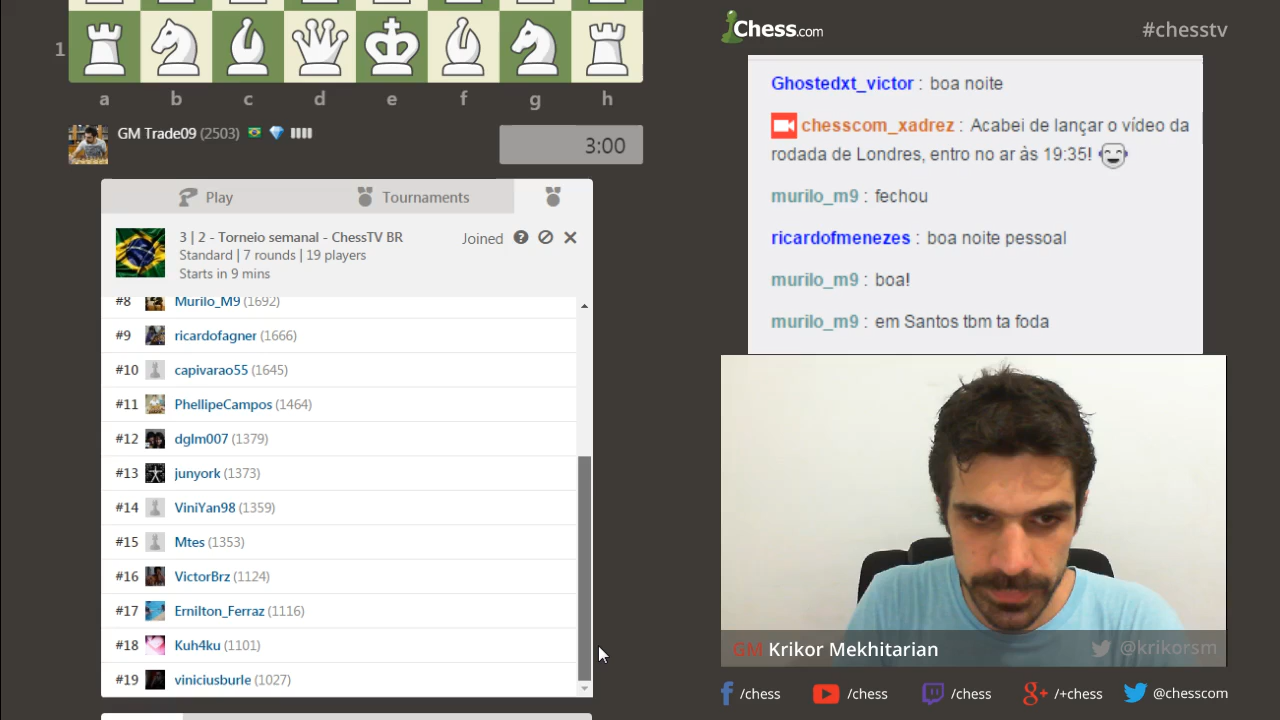 1
a b c d e f g h
GM Trade09 (2503)
3:00
Play
Tournaments
3 | 2 - Torneio semanal - ChessTV BR
Joined
Standard | 7 rounds | 19 players
Starts in 9 mins
#8 Murilo_M9 (1692)
#9 ricardofagner (1666)
#10 capivarao55 (1645)
#11 PhellipeCampos (1464)
#12 dglm007 (1379)
#13 junyork (1373)
#14 ViniYan98 (1359)
#15 Mtes (1353)
#16 VictorBrz (1124)
#17 Ernilton_Ferraz (1116)
#18 Kuh4ku (1101)
#19 viniciusburle (1027)
Chess.com
#chesstv
Ghostedxt_victor : boa noite
chesscom_xadrez : Acabei de lançar o vídeo da
rodada de Londres, entro no ar às 19:35!
murilo_m9 : fechou
ricardofmenezes : boa noite pessoal
murilo_m9 : boa!
murilo_m9 : em Santos tbm ta foda
GM Krikor Mekhitarian
@krikorsm
/chess
/chess
/chess
/+chess
@chesscom